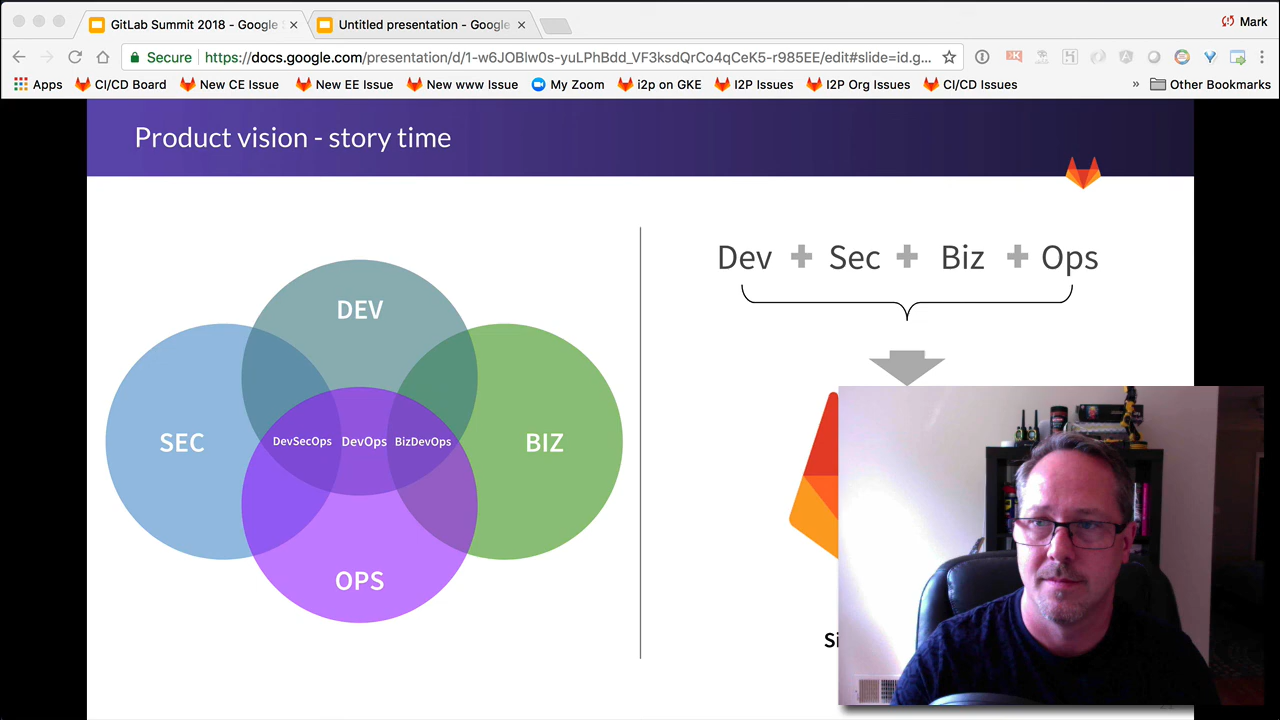 GitLab Summit 2018 - Google
Untitled presentation - Google
Mark
Secure
https://docs.google.com/presentation/d/1-w6JOBlw0s-yuLPhBdd_VF3ksdQrCo4qCeK5-r985EE/edit#slide=id.g...
Apps
CI/CD Board
New CE Issue
New EE Issue
New www Issue
My Zoom
i2p on GKE
I2P Issues
I2P Org Issues
CI/CD Issues
»
Other Bookmarks
Product vision - story time
DEV
SEC
DevSecOps
DevOps
BizDevOps
BIZ
OPS
Dev + Sec + Biz + Ops